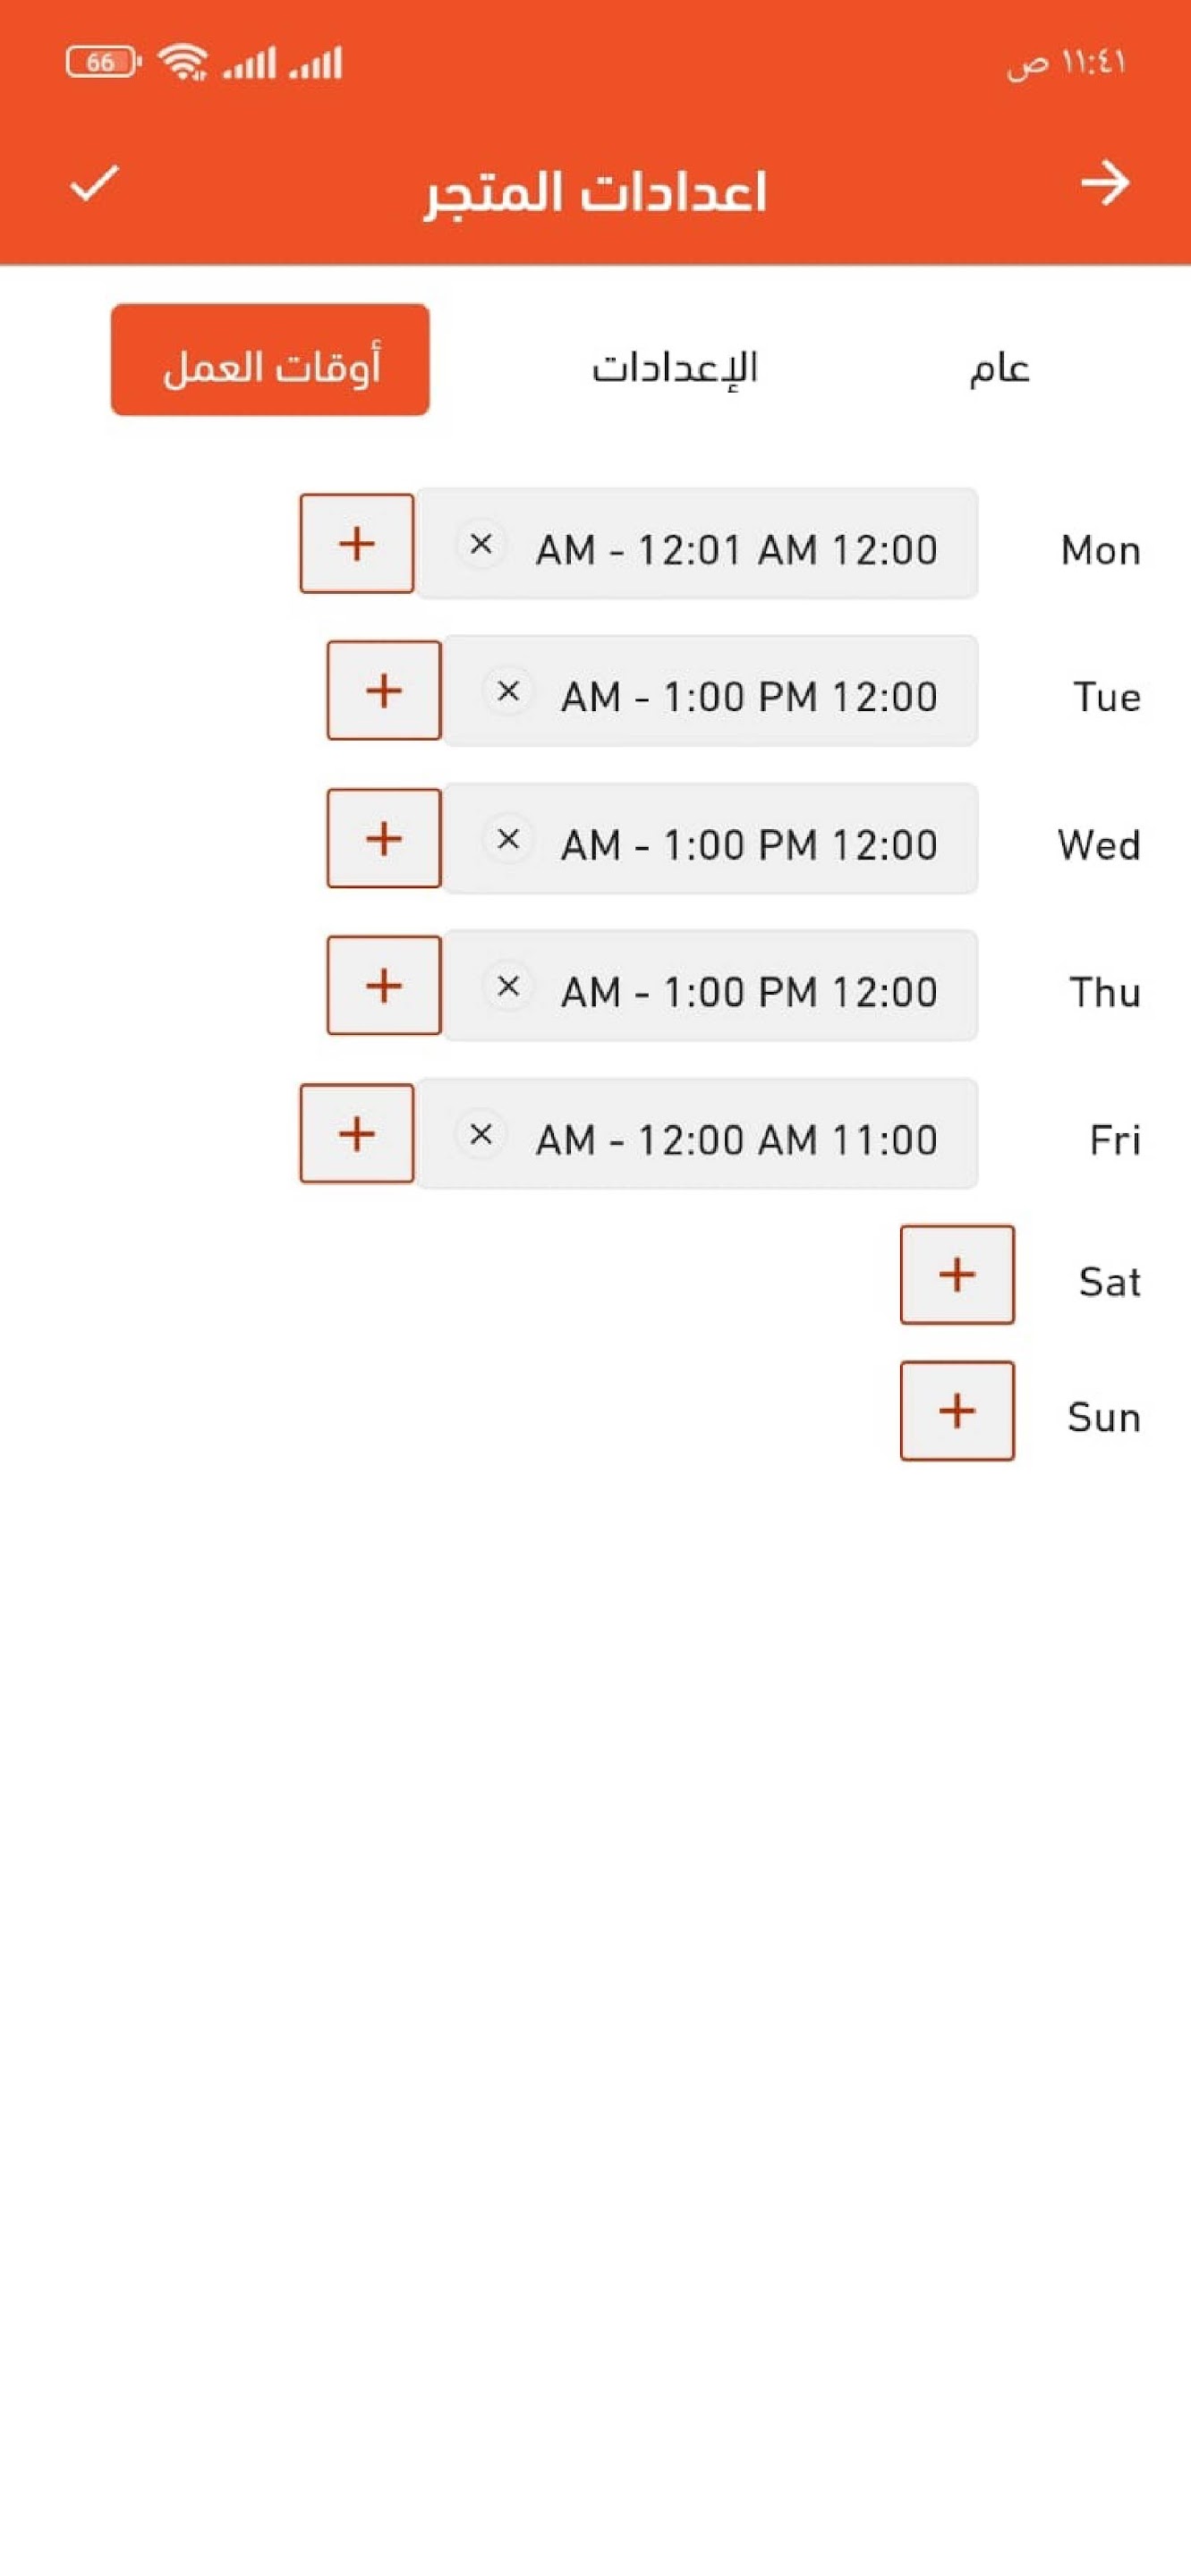 ١١:٤١ ص
66
اعدادات المتجر
عام
الإعدادات
أوقات العمل
Mon
AM - 12:01 AM 12:00
Tue
AM - 1:00 PM 12:00
Wed
AM - 1:00 PM 12:00
Thu
AM - 1:00 PM 12:00
Fri
AM - 12:00 AM 11:00
Sat
Sun